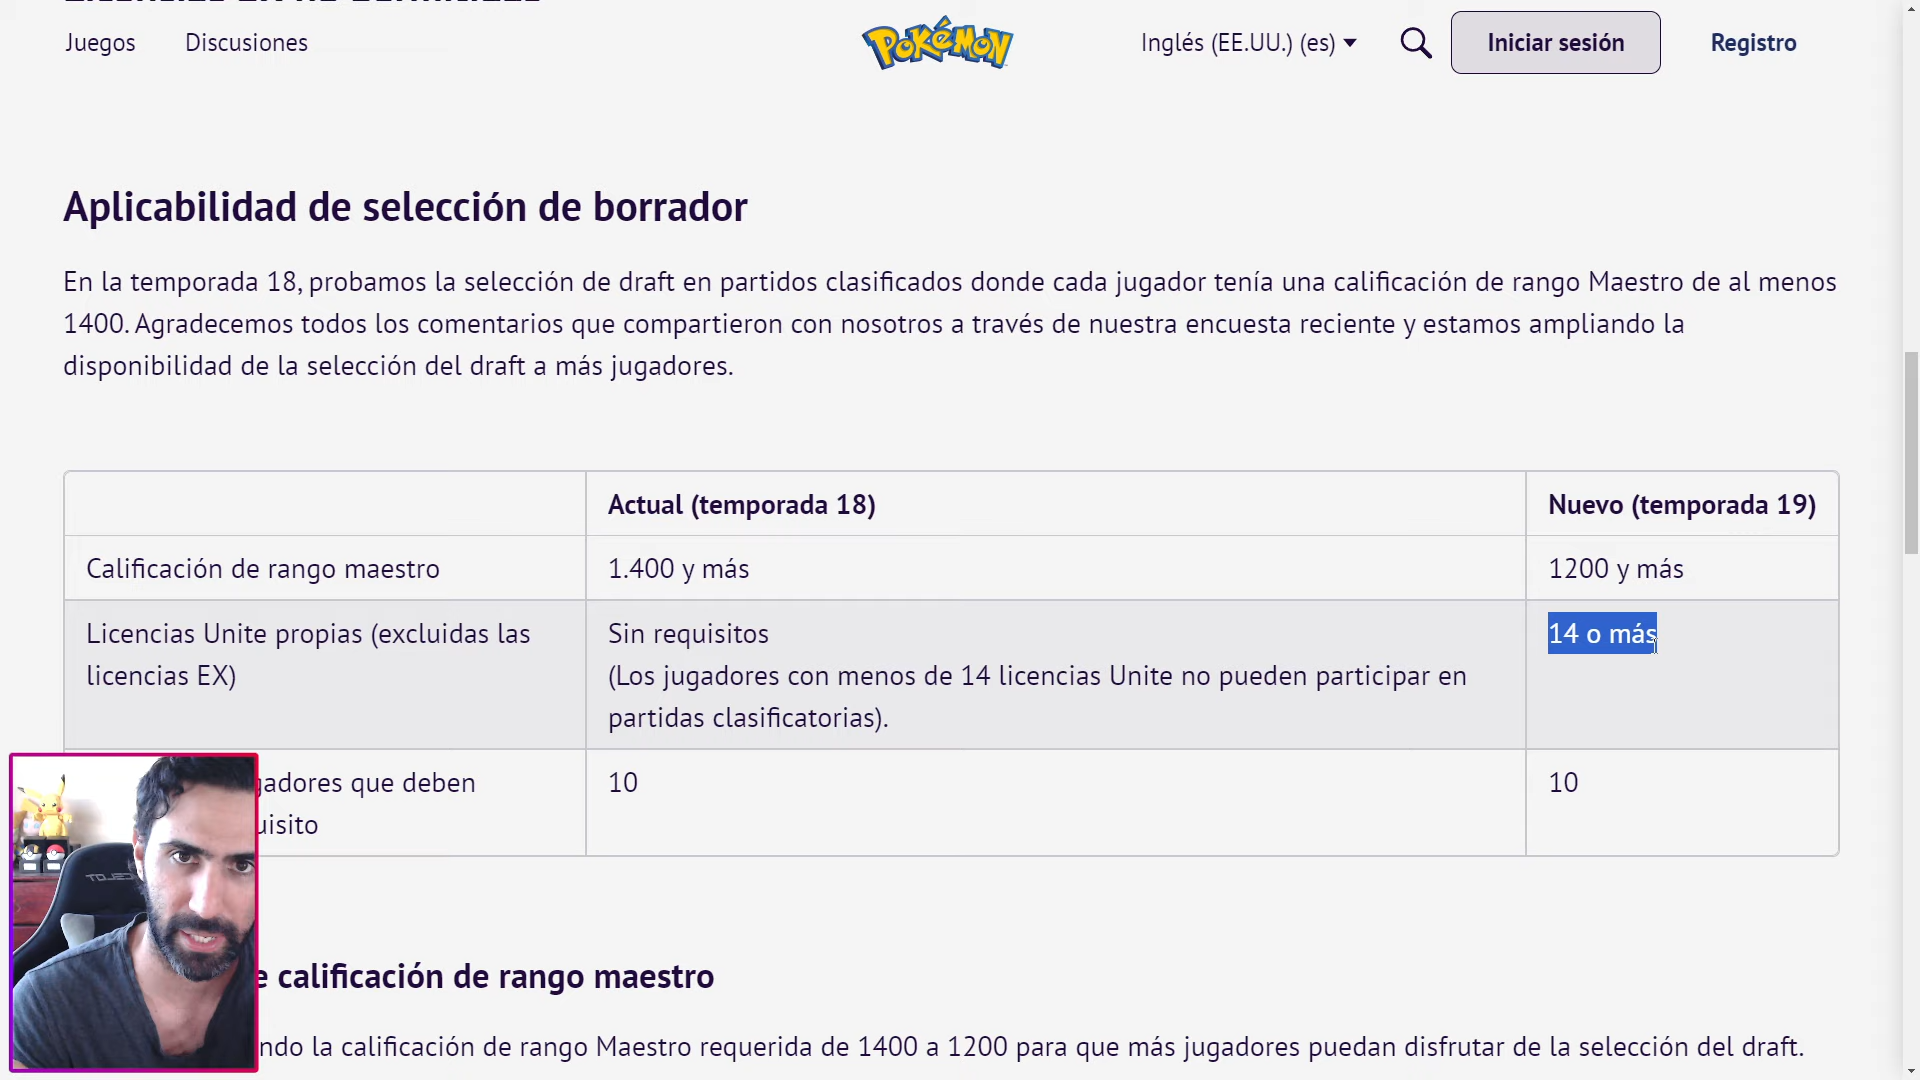 Juegos
Discusiones
POKéMON
Inglés (EE.UU.) (es)
Iniciar sesión
Registro
Aplicabilidad de selección de borrador
En la temporada 18, probamos la selección de draft en partidos clasificados donde cada jugador tenía una calificación de rango Maestro de al menos
1400. Agradecemos todos los comentarios que compartieron con nosotros a través de nuestra encuesta reciente y estamos ampliando la
disponibilidad de la selección del draft a más jugadores.
Actual (temporada 18)
Nuevo (temporada 19)
Calificación de rango maestro
1.400 y más
1200 y más
Licencias Unite propias (excluidas las
licencias EX)
Sin requisitos
(Los jugadores con menos de 14 licencias Unite no pueden participar en
partidas clasificatorias).
14 o más
gadores que deben
uisito
10
10
e calificación de rango maestro
ndo la calificación de rango Maestro requerida de 1400 a 1200 para que más jugadores puedan disfrutar de la selección del draft.